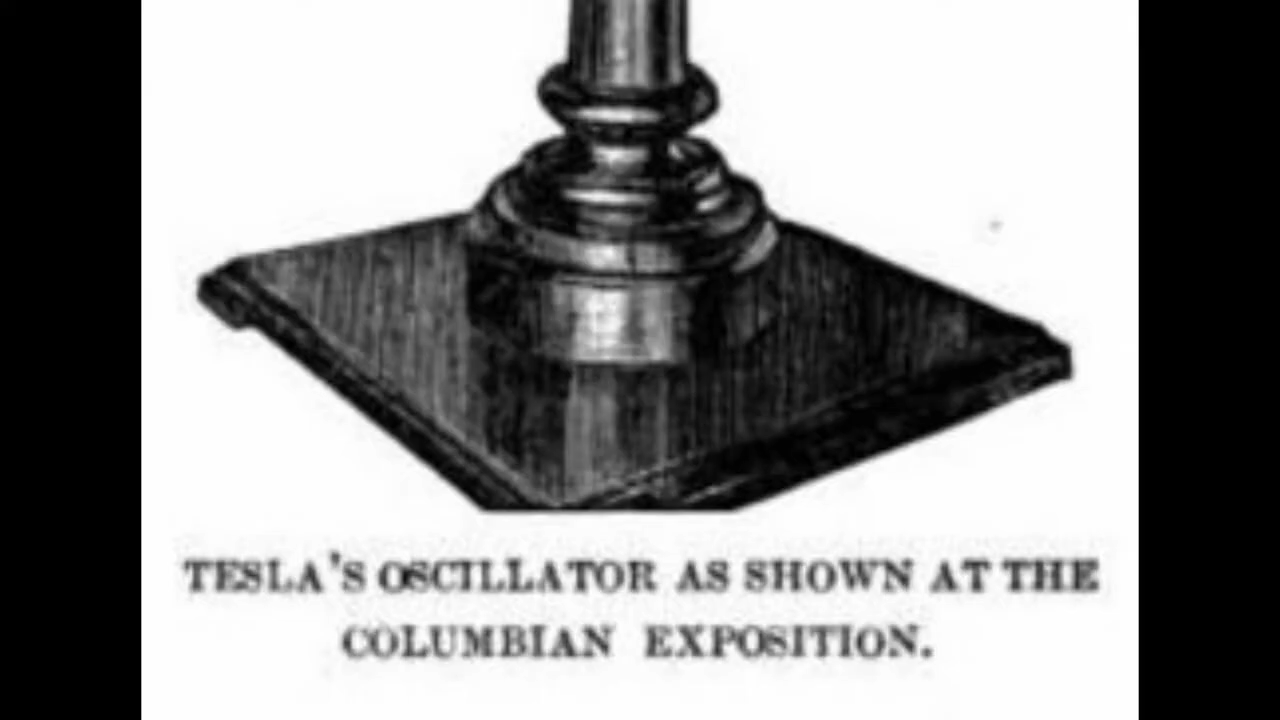 TESLA'S OSCILLATOR AS SHOWN AT THE
COLUMBIAN EXPOSITION.